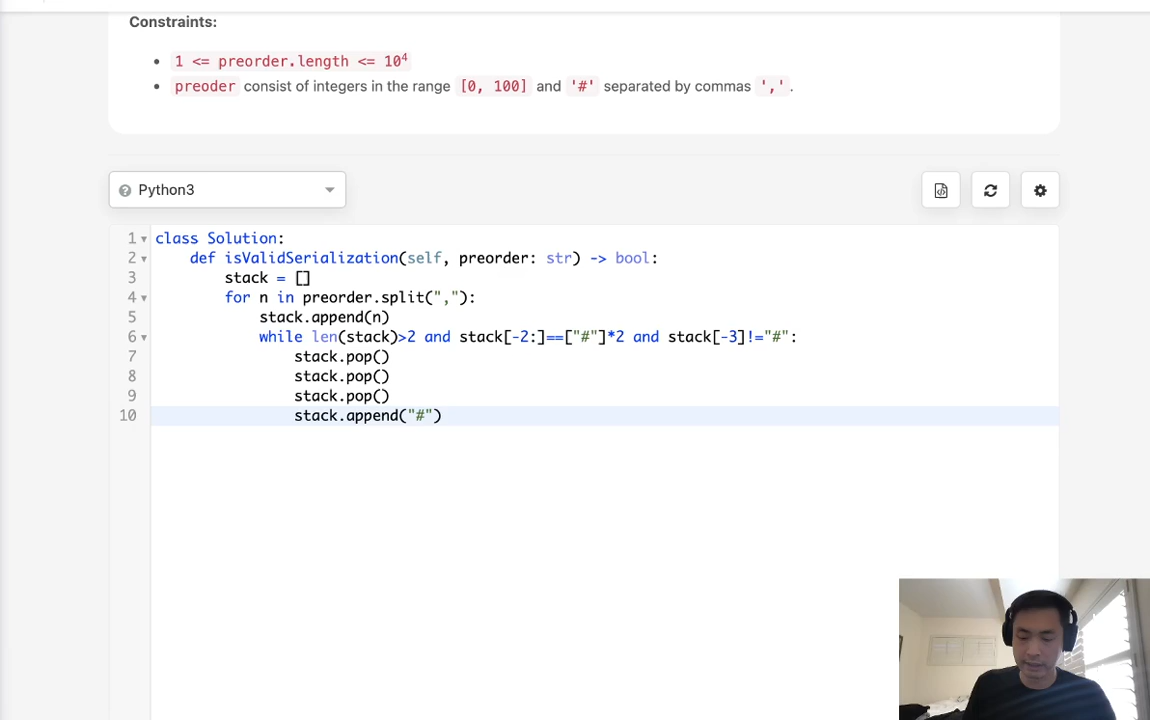 Constraints:
1 <= preorder.length <= 10⁴
preoder consist of integers in the range [0, 100] and '#' separated by commas ','.
Python3
1 class Solution:
2 def isValidSerialization(self, preorder: str) -> bool:
3 stack = []
4 for n in preorder.split(","):
5 stack.append(n)
6 while len(stack)>2 and stack[-2:]==["#"]*2 and stack[-3]!="#":
7 stack.pop()
8 stack.pop()
9 stack.pop()
10 stack.append("#")